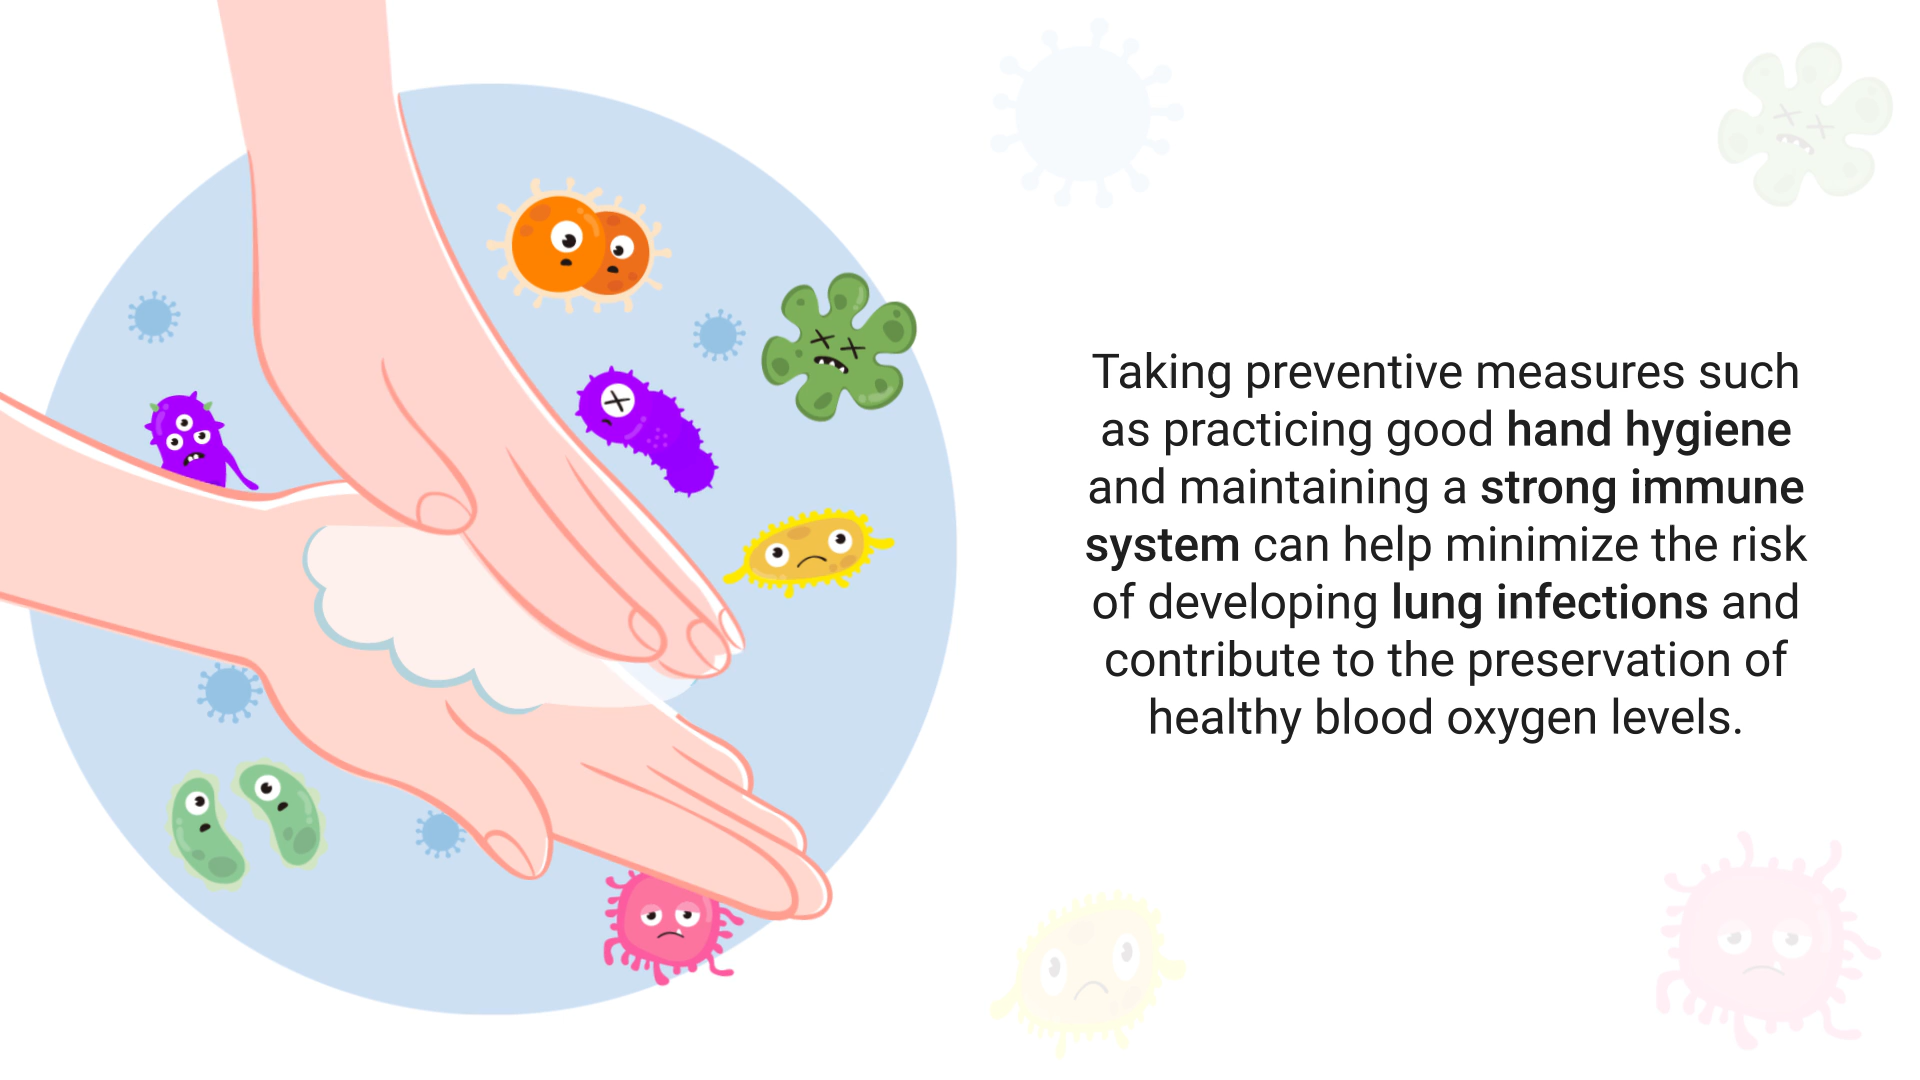 Taking preventive measures such
as practicing good hand hygiene
and maintaining a strong immune
system can help minimize the risk
of developing lung infections and
contribute to the preservation of
healthy blood oxygen levels.